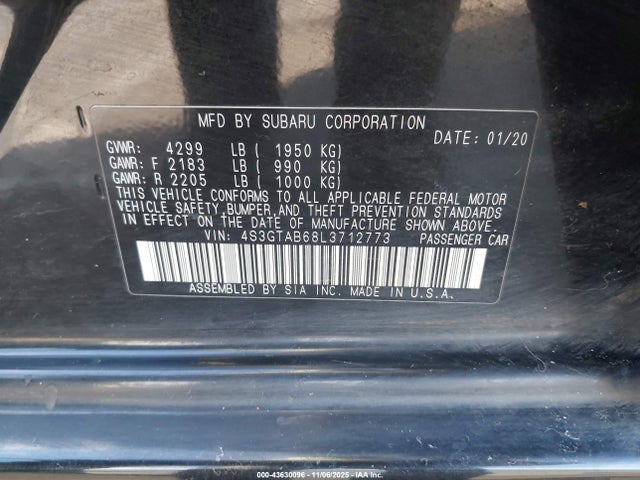 MFD BY SUBARU CORPORATION
DATE: 01/20
GVWR: 4299 LB ( 1950 KG)
GAWR: F 2183 LB ( 990 KG)
GAWR: R 2205 LB ( 1000 KG)
THIS VEHICLE CONFORMS TO ALL APPLICABLE FEDERAL MOTOR
VEHICLE SAFETY, BUMPER, AND THEFT PREVENTION STANDARDS
IN EFFECT ON THE DATE OF MANUFACTURE SHOWN ABOVE.
VIN: 4S3GTAB68L3712773 PASSENGER CAR
ASSEMBLED BY SIA INC. MADE IN U.S.A.
000-43630096 - 11/06/2025 - IAAI, Inc.